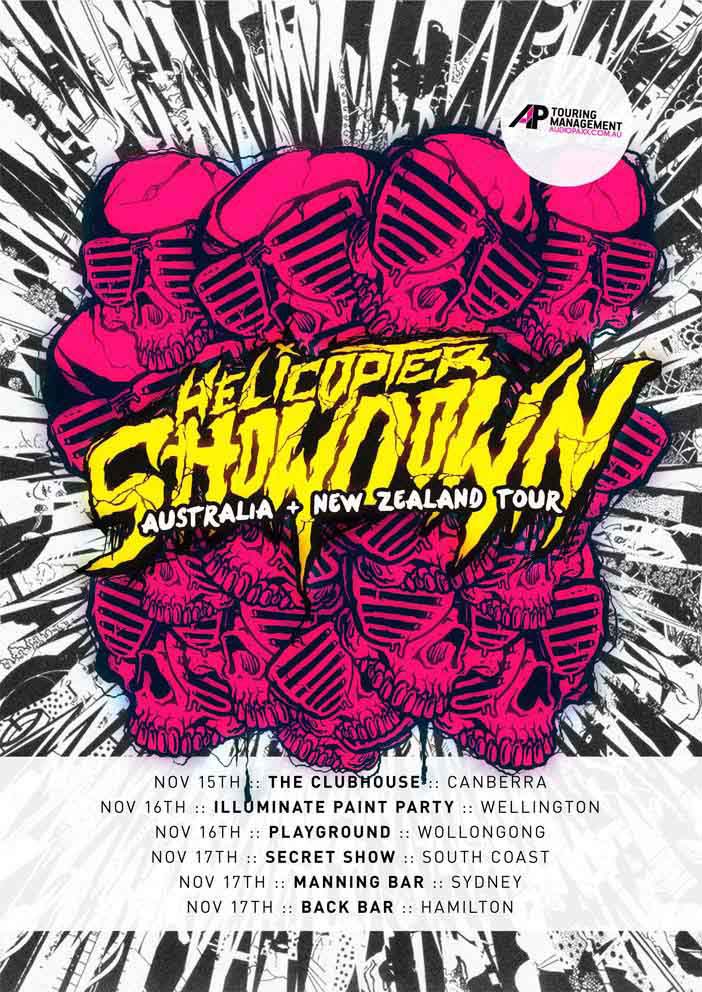 AP TOURING
MANAGEMENT
AUDIOPAXX.COM.AU
HELICOPTER
SHOWDOWN
AUSTRALIA + NEW ZEALAND TOUR
NOV 15TH :: THE CLUBHOUSE :: CANBERRA
NOV 16TH :: ILLUMINATE PAINT PARTY :: WELLINGTON
NOV 16TH :: PLAYGROUND :: WOLLONGONG
NOV 17TH :: SECRET SHOW :: SOUTH COAST
NOV 17TH :: MANNING BAR :: SYDNEY
NOV 17TH :: BACK BAR :: HAMILTON